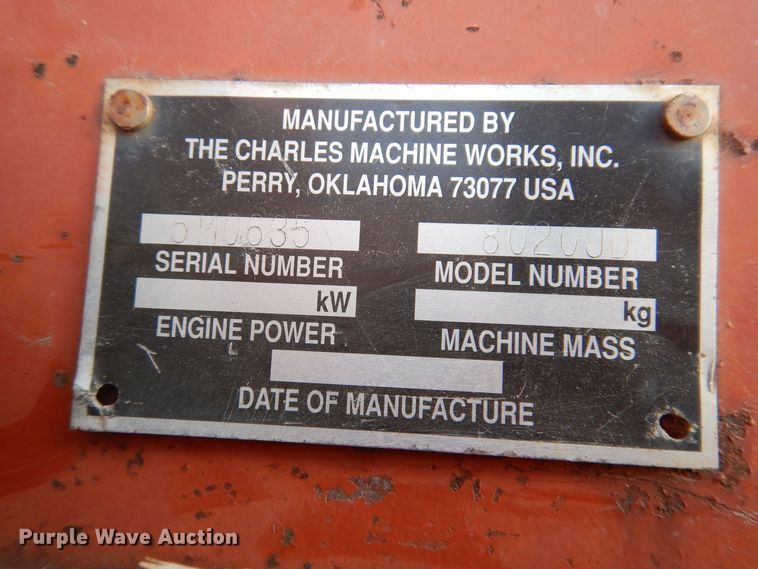 MANUFACTURED BY
THE CHARLES MACHINE WORKS, INC.
PERRY, OKLAHOMA 73077 USA
5M0635 8020JD
SERIAL NUMBER MODEL NUMBER
kW kg
ENGINE POWER MACHINE MASS
DATE OF MANUFACTURE
Purple Wave Auction